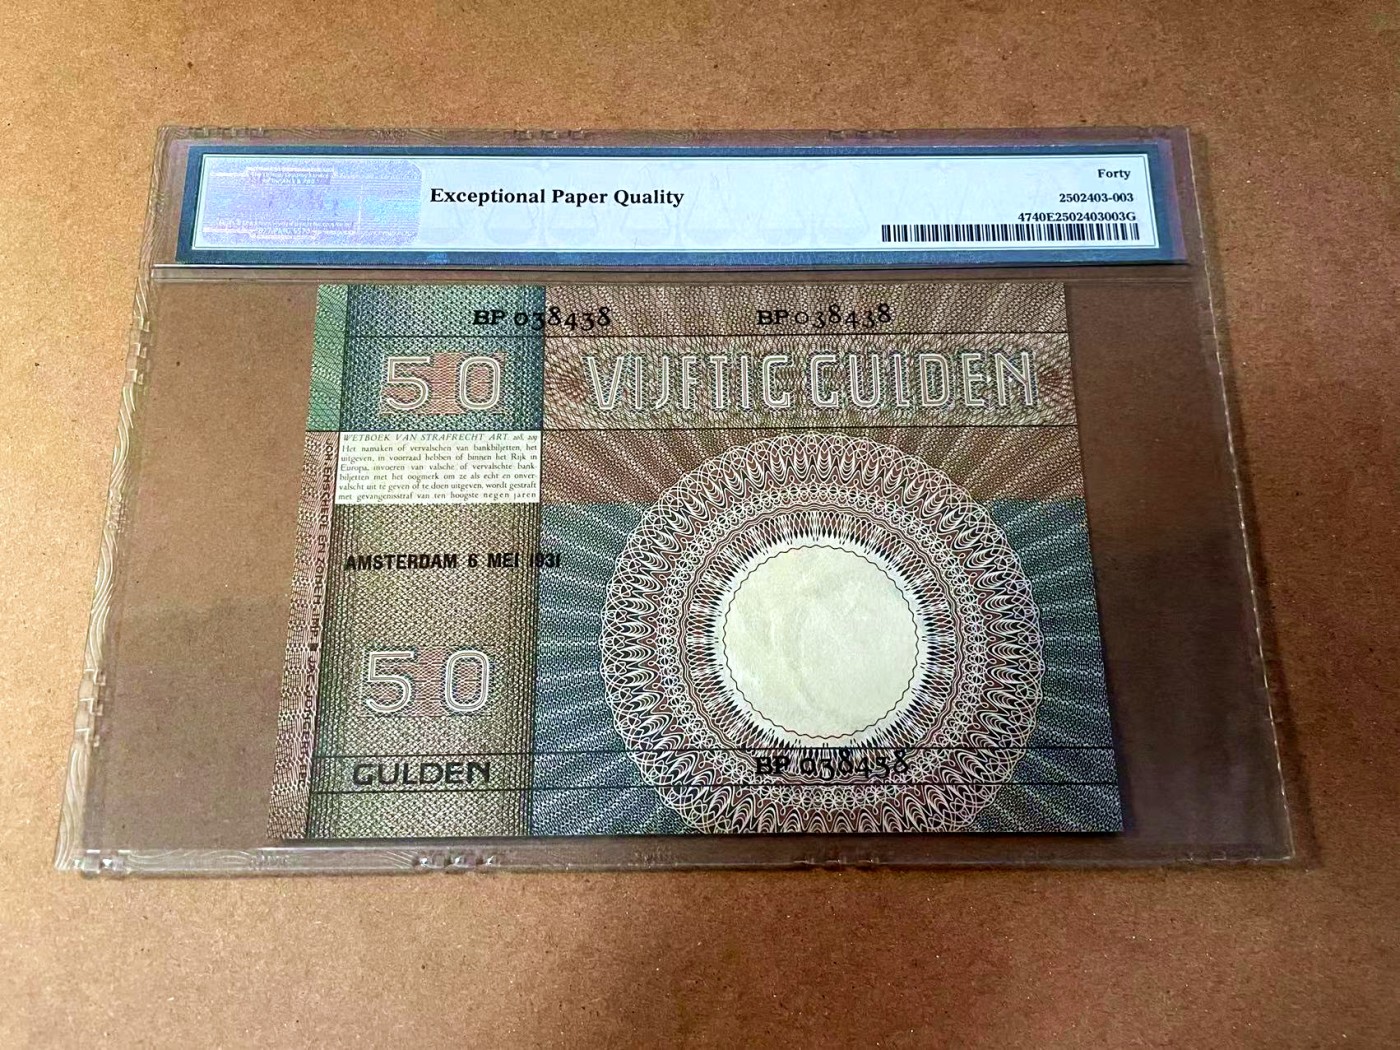 Exceptional Paper Quality
Forty
2502403-003
4740E2502403003G
BP 038438
BP 038438
50
VIJFTIG GULDEN
WETBOEK VAN STRAFRECHT ART 208, 209
Het namaken of vervalschen van bankbiljetten, het
uitgeven, in voorraad hebben of binnen het Rijk in
Europa, invoeren van valsche of vervalschte bank-
biljetten met het oogmerk om ze als echt en onver-
valscht uit te geven of te doen uitgeven, wordt gestraft
met gevangenisstraf van ten hoogste negen jaren
AMSTERDAM 6 MEI 1931
50
GULDEN
BP 038438